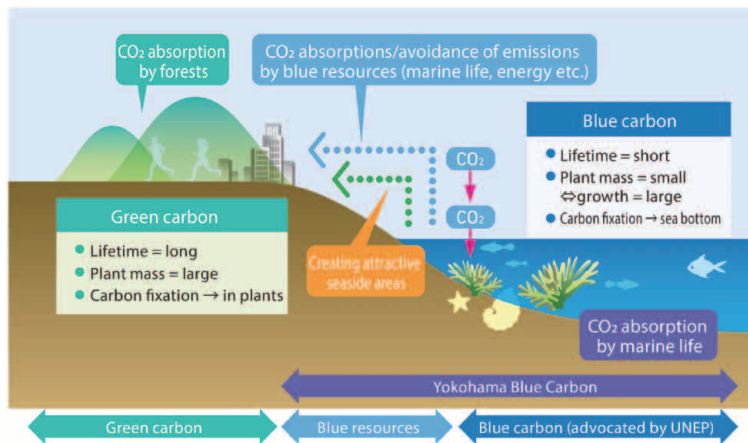 CO₂ absorption
by forests
CO₂ absorptions/avoidance of emissions
by blue resources (marine life, energy etc.)
Blue carbon
Lifetime = short
Plant mass = small
⇔growth = large
Carbon fixation → sea bottom
CO₂
CO₂
Green carbon
Lifetime = long
Plant mass = large
Carbon fixation → in plants
Creating attractive
seaside areas
CO₂ absorption
by marine life
Yokohama Blue Carbon
Green carbon
Blue resources
Blue carbon (advocated by UNEP)